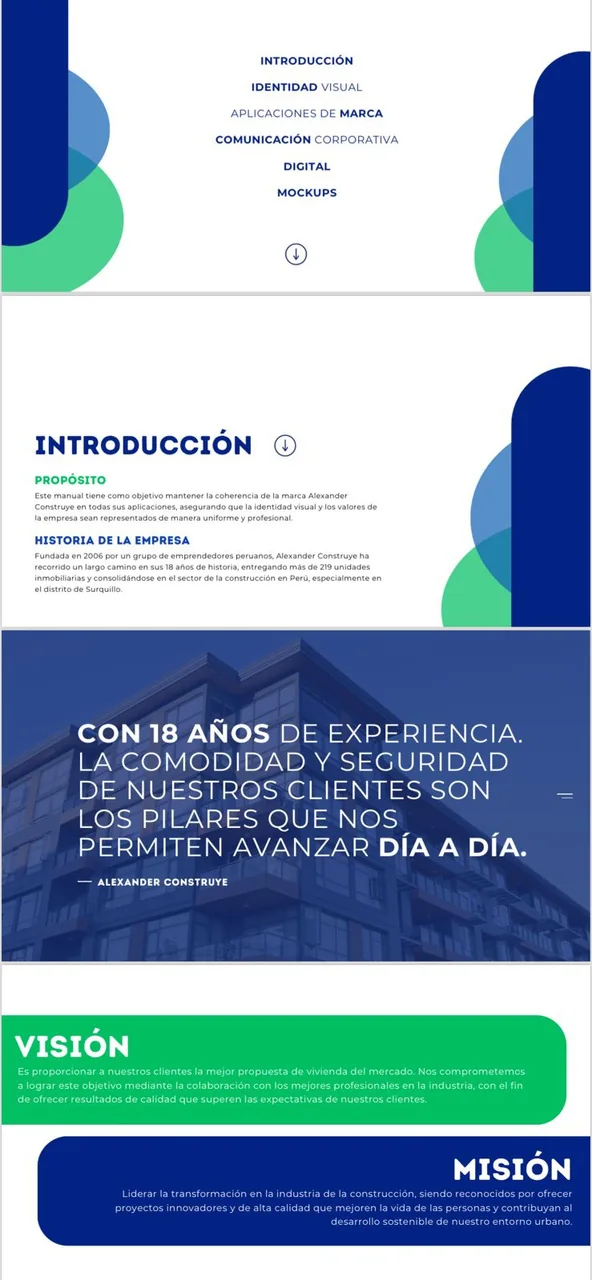 INTRODUCCIÓN
IDENTIDAD VISUAL
APLICACIONES DE MARCA
COMUNICACIÓN CORPORATIVA
DIGITAL
MOCKUPS
INTRODUCCIÓN
PROPÓSITO
Este manual tiene como objetivo mantener la coherencia de la marca Alexander
Construye en todas sus aplicaciones, asegurando que la identidad visual y los valores de
la empresa sean representados de manera uniforme y profesional.
HISTORIA DE LA EMPRESA
Fundada en 2006 por un grupo de emprendedores peruanos, Alexander Construye ha
recorrido un largo camino en sus 18 años de historia, entregando más de 219 unidades
inmobiliarias y consolidándose en el sector de la construcción en Perú, especialmente en
el distrito de Surquillo.
CON 18 AÑOS DE EXPERIENCIA.
LA COMODIDAD Y SEGURIDAD
DE NUESTROS CLIENTES SON
LOS PILARES QUE NOS
PERMITEN AVANZAR DÍA A DÍA.
— ALEXANDER CONSTRUYE
VISIÓN
Es proporcionar a nuestros clientes la mejor propuesta de vivienda del mercado. Nos comprometemos
a lograr este objetivo mediante la colaboración con los mejores profesionales en la industria, con el fin
de ofrecer resultados de calidad que superen las expectativas de nuestros clientes.
MISIÓN
Liderar la transformación en la industria de la construcción, siendo reconocidos por ofrecer
proyectos innovadores y de alta calidad que mejoren la vida de las personas y contribuyan al
desarrollo sostenible de nuestro entorno urbano.